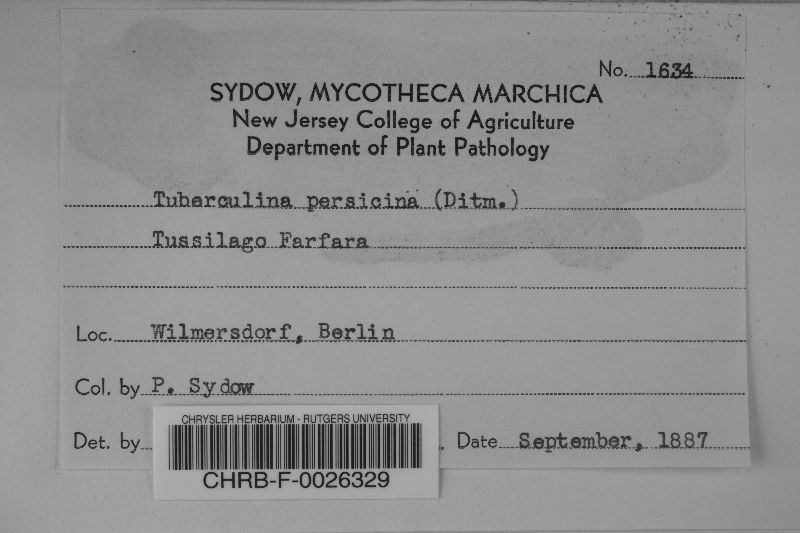 No. 1634
SYDOW, MYCOTHECA MARCHICA
New Jersey College of Agriculture
Department of Plant Pathology
Tuberculina persicina (Ditm.)
Tussilago Farfara
Loc. Wilmersdorf, Berlin
Col. by P. Sydow
Det. by Date September, 1887
CHRYSLER HERBARIUM - RUTGERS UNIVERSITY
CHRB-F-0026329